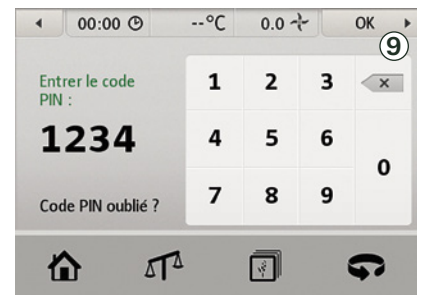 00:00 --°C 0.0 OK
9
Entrer le code
PIN :
1234
Code PIN oublié ?
1 2 3
4 5 6
0
7 8 9